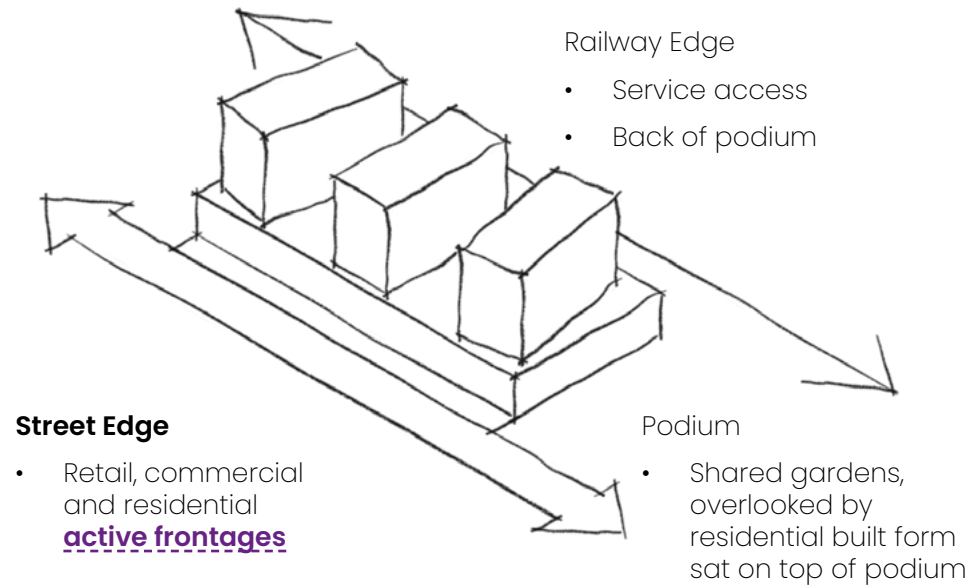 Railway Edge
• Service access
• Back of podium
Street Edge
• Retail, commercial
and residential
active frontages
Podium
• Shared gardens,
overlooked by
residential built form
sat on top of podium